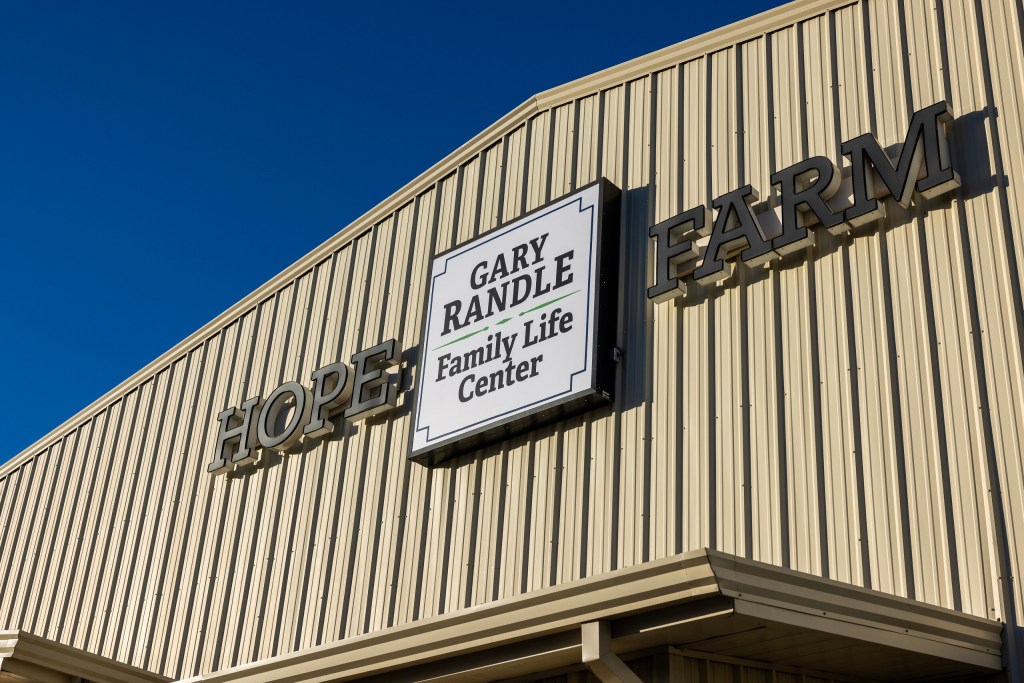 HOPE
GARY
RANDLE
Family Life
Center
FARM